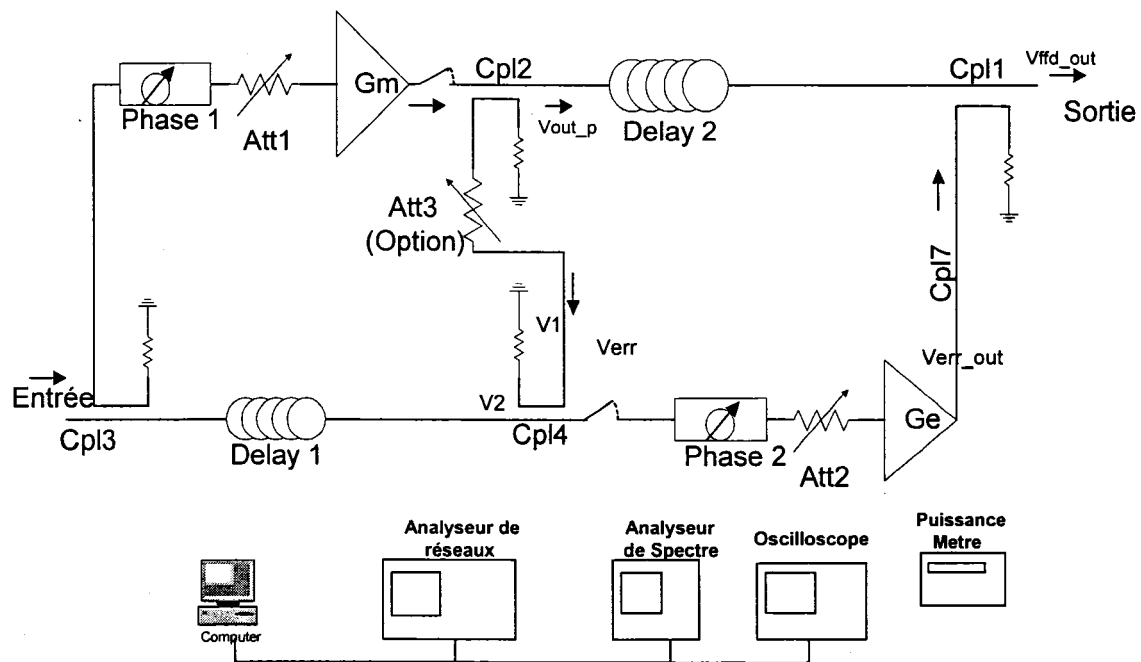 Vffd_out
Gm
Cpl2
Cpl1
Phase 1
Att1
Vout_p
Delay 2
Sortie
Att3
(Option)
Cpl7
V1
Verr
Verr_out
Entrée
V2
Cpl3
Delay 1
Cpl4
Phase 2
Att2
Ge
Analyseur de
réseaux
Analyseur
de Spectre
Oscilloscope
Puissance
Metre
Computer